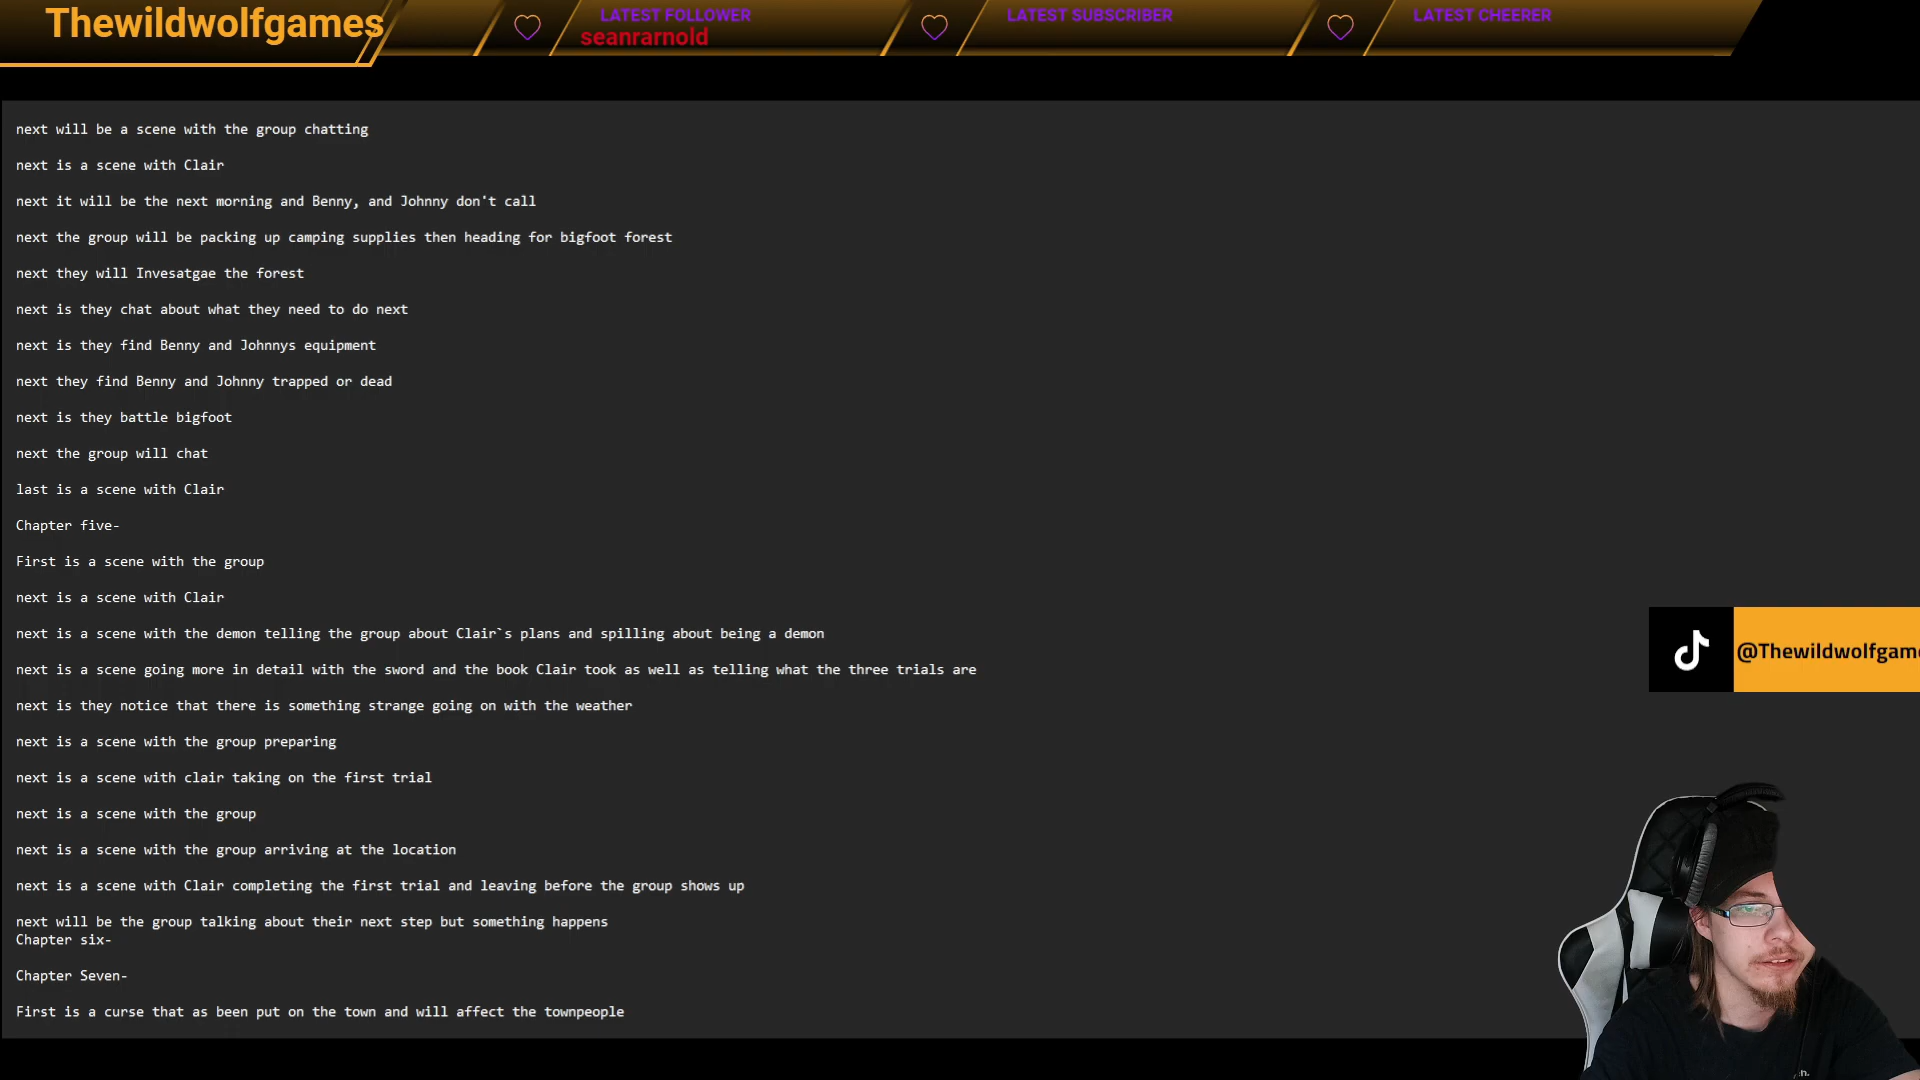 Thewildwolfgames
LATEST FOLLOWER
seanrarnold
LATEST SUBSCRIBER
LATEST CHEERER
next will be a scene with the group chatting
next is a scene with Clair
next it will be the next morning and Benny, and Johnny don't call
next the group will be packing up camping supplies then heading for bigfoot forest
next they will Invesatgae the forest
next is they chat about what they need to do next
next is they find Benny and Johnnys equipment
next they find Benny and Johnny trapped or dead
next is they battle bigfoot
next the group will chat
last is a scene with Clair
Chapter five-
First is a scene with the group
next is a scene with Clair
next is a scene with the demon telling the group about Clair`s plans and spilling about being a demon
next is a scene going more in detail with the sword and the book Clair took as well as telling what the three trials are
next is they notice that there is something strange going on with the weather
next is a scene with the group preparing
next is a scene with clair taking on the first trial
next is a scene with the group
next is a scene with the group arriving at the location
next is a scene with Clair completing the first trial and leaving before the group shows up
next will be the group talking about their next step but something happens
Chapter six-
Chapter Seven-
First is a curse that as been put on the town and will affect the townpeople
@Thewildwolfgam